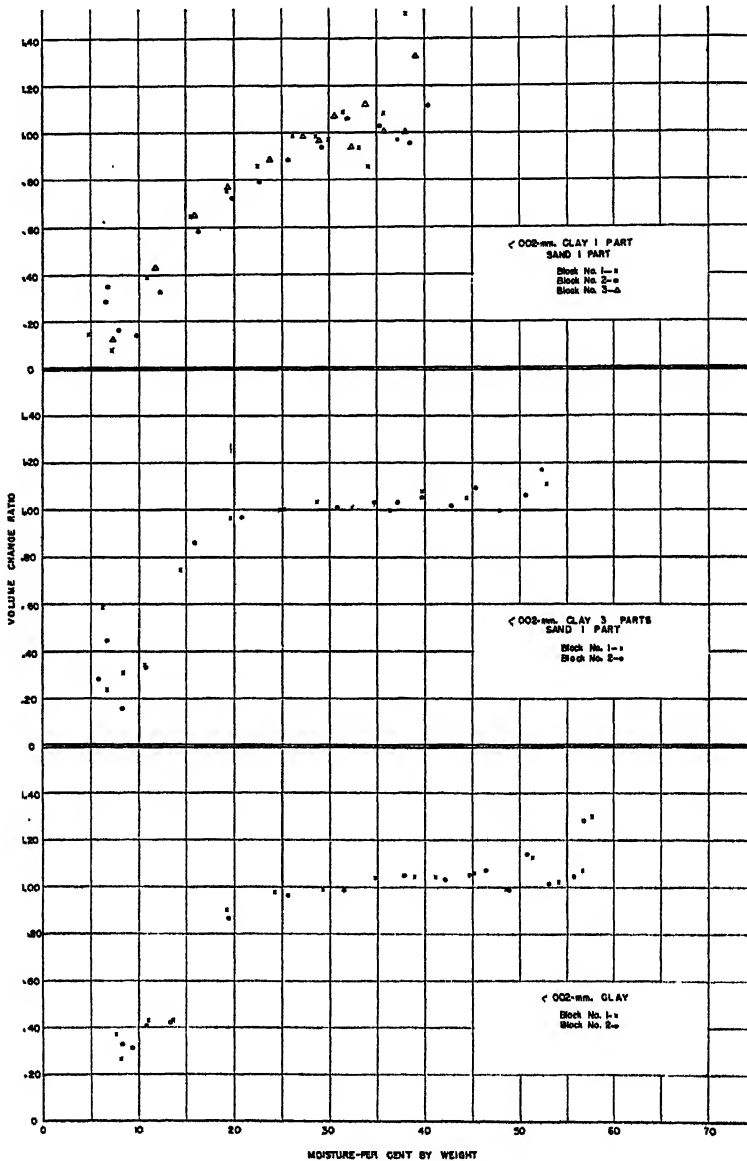 1.40
1.20
1.00
.80
.60
.40
.20
0
< 002-mm. CLAY 1 PART
SAND 1 PART
Block No. 1-x
Block No. 2-o
Block No. 3-△
1.40
1.20
1.00
.80
.60
.40
.20
0
< 002-mm. CLAY 3 PARTS
SAND 1 PART
Block No. 1-x
Block No. 2-o
VOLUME CHANGE RATIO
1.40
1.20
1.00
.80
.60
.40
.20
0
< 002-mm. CLAY
Block No. 1-x
Block No. 2-o
0 10 20 30 40 50 60 70
MOISTURE-PER CENT BY WEIGHT